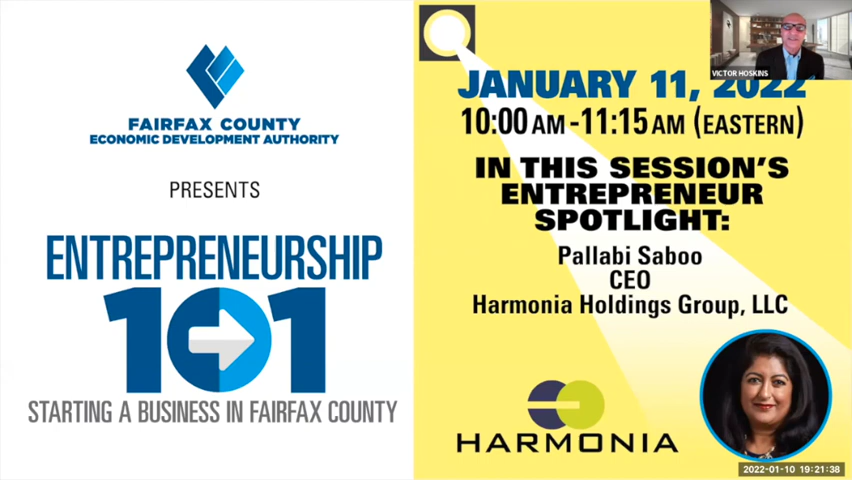 FAIRFAX COUNTY
ECONOMIC DEVELOPMENT AUTHORITY
PRESENTS
ENTREPRENEURSHIP
101
STARTING A BUSINESS IN FAIRFAX COUNTY
VICTOR HOSKINS
JANUARY 11, 2022
10:00 AM -11:15 AM (EASTERN)
IN THIS SESSION'S
ENTREPRENEUR
SPOTLIGHT:
Pallabi Saboo
CEO
Harmonia Holdings Group, LLC
HARMONIA
2022-01-10 19:21:38